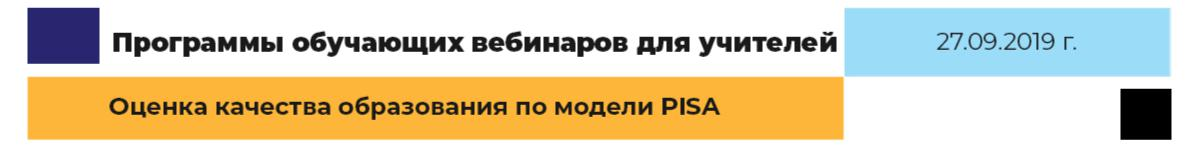 Программы обучающих вебинаров для учителей
27.09.2019 г.
Оценка качества образования по модели PISA